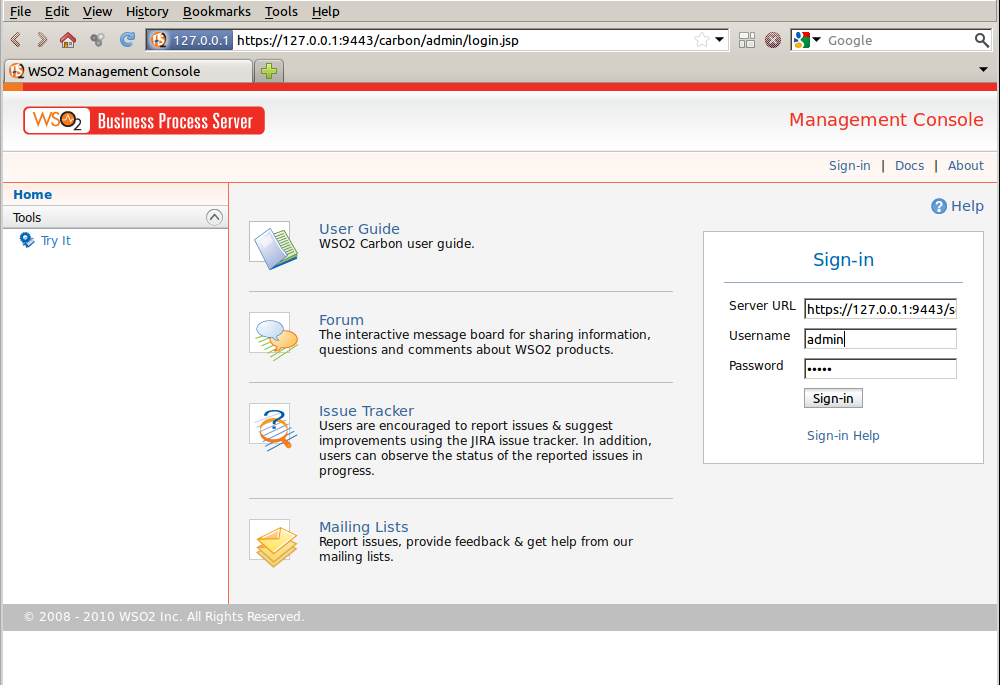 File Edit View History Bookmarks Tools Help
127.0.0.1 https://127.0.0.1:9443/carbon/admin/login.jsp Google
WSO2 Management Console
WSO2 Business Process Server
Management Console
Sign-in | Docs | About
Home
Tools
Try It
Help
User Guide
WSO2 Carbon user guide.
Forum
The interactive message board for sharing information,
questions and comments about WSO2 products.
Issue Tracker
Users are encouraged to report issues & suggest
improvements using the JIRA issue tracker. In addition,
users can observe the status of the reported issues in
progress.
Mailing Lists
Report issues, provide feedback & get help from our
mailing lists.
Sign-in
Server URL https://127.0.0.1:9443/s
Username admin
Password •••••
Sign-in
Sign-in Help
© 2008 - 2010 WSO2 Inc. All Rights Reserved.